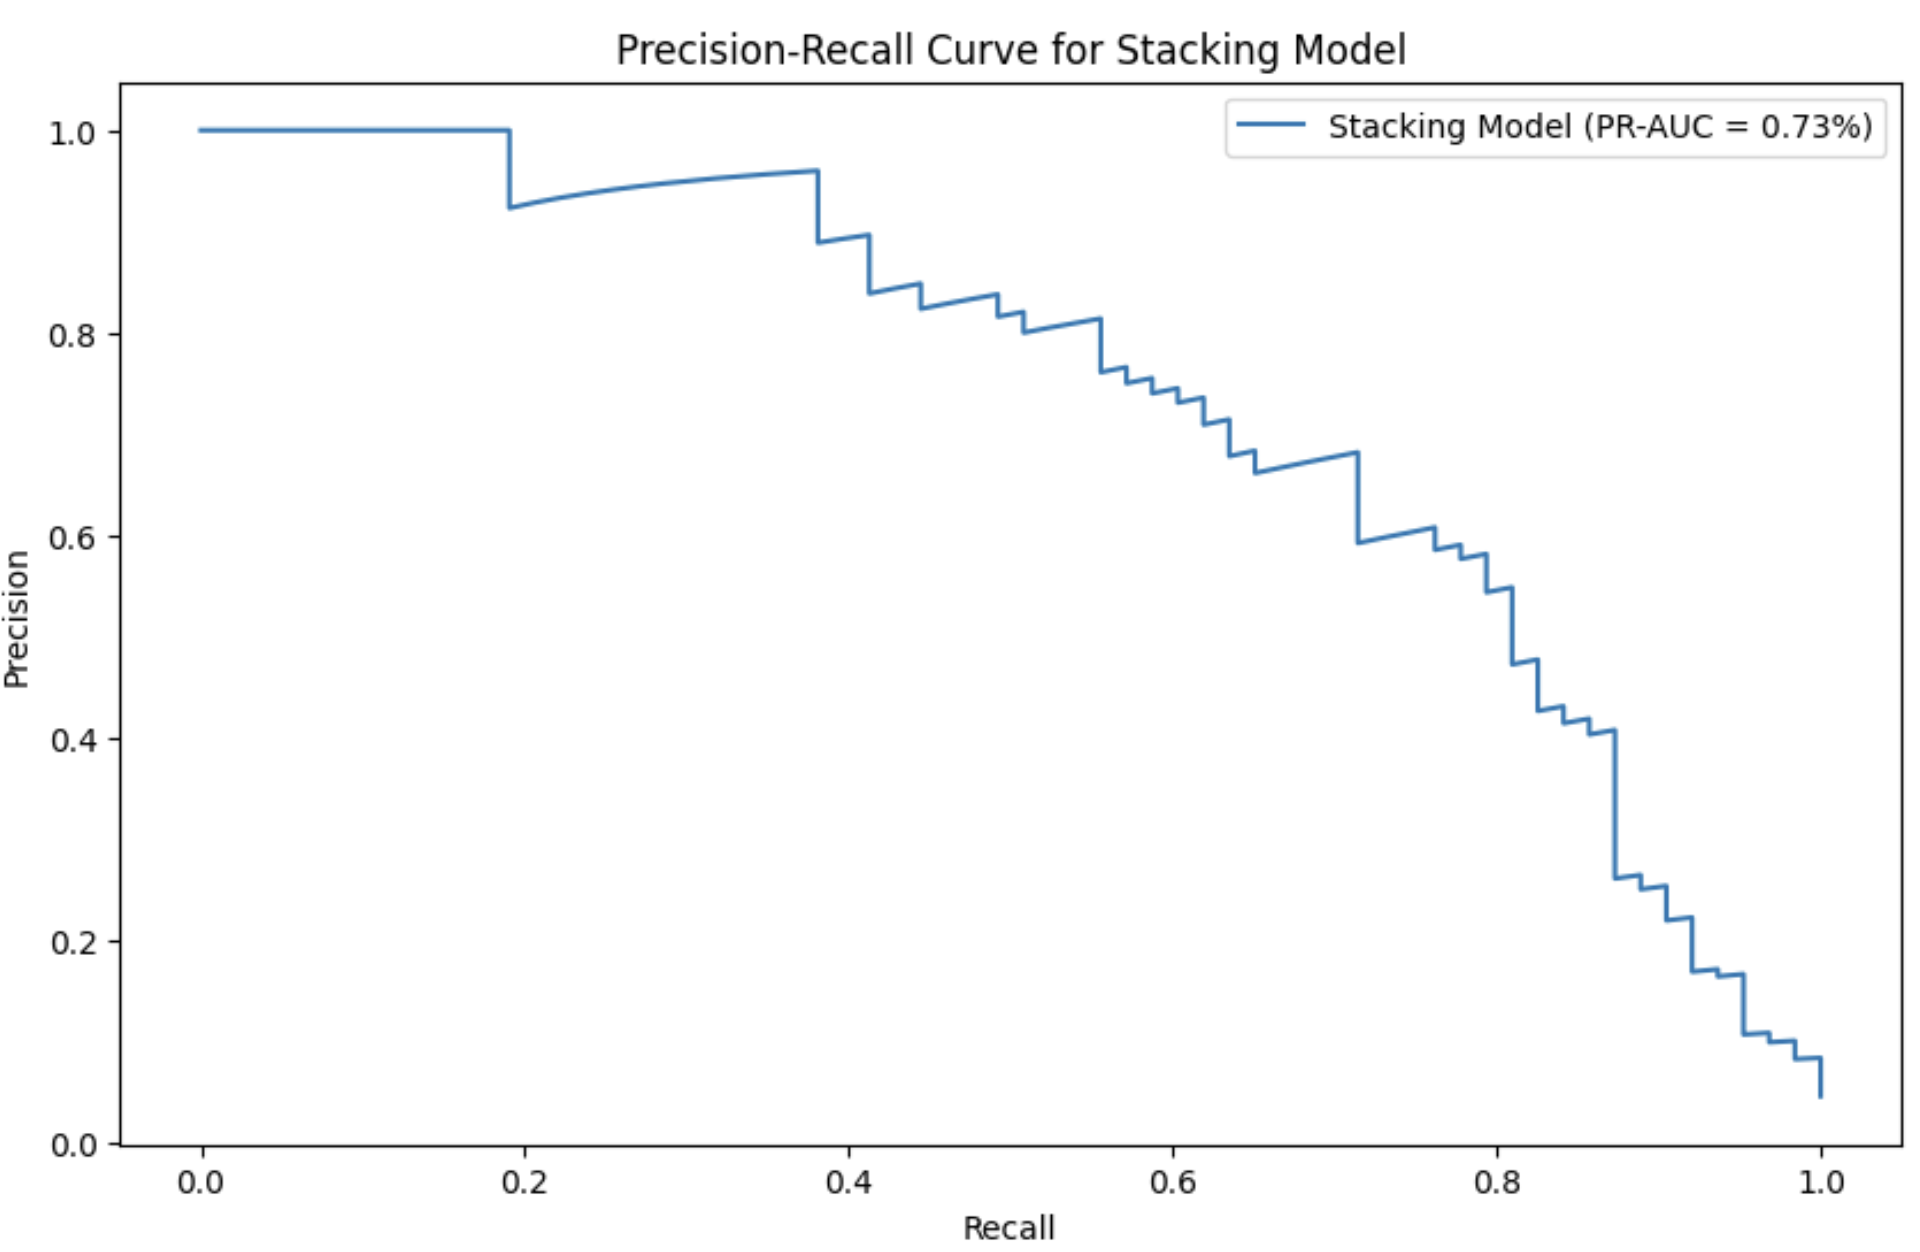 Precision-Recall Curve for Stacking Model
Stacking Model (PR-AUC = 0.73%)
1.0
0.8
0.6
0.4
0.2
0.0
Precision
0.0 0.2 0.4 0.6 0.8 1.0
Recall